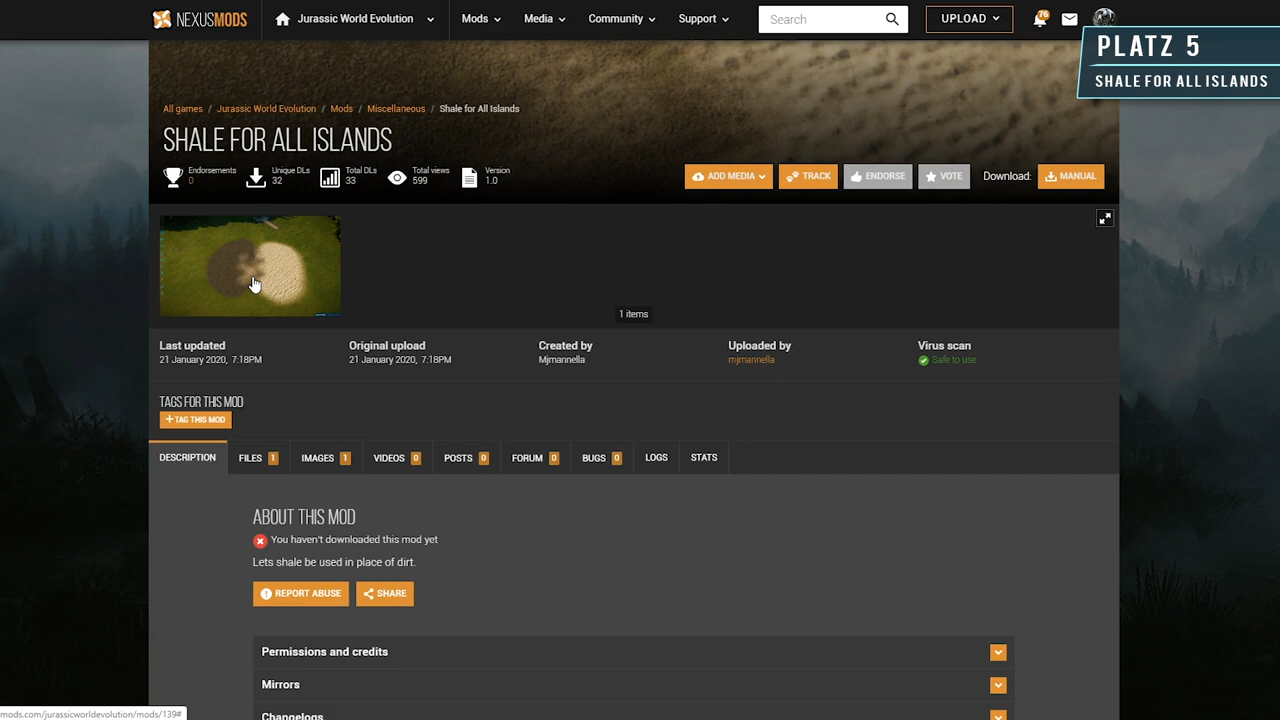 NEXUSMODS
Jurassic World Evolution
Mods
Media
Community
Support
Search
UPLOAD
76
PLATZ 5
SHALE FOR ALL ISLANDS
All games / Jurassic World Evolution / Mods / Miscellaneous / Shale for All Islands
SHALE FOR ALL ISLANDS
Endorsements
0
Unique DLs
32
Total DLs
33
Total views
599
Version
1.0
ADD MEDIA
TRACK
ENDORSE
VOTE
Download:
MANUAL
1 items
Last updated
21 January 2020, 7:18PM
Original upload
21 January 2020, 7:18PM
Created by
Mjmannella
Uploaded by
mjmannella
Virus scan
Safe to use
TAGS FOR THIS MOD
+ TAG THIS MOD
DESCRIPTION
FILES 1
IMAGES 1
VIDEOS 0
POSTS 0
FORUM 0
BUGS 0
LOGS
STATS
ABOUT THIS MOD
You haven't downloaded this mod yet
Lets shale be used in place of dirt.
REPORT ABUSE
SHARE
Permissions and credits
Mirrors
Changelogs
mods.com/jurassicworldevolution/mods/139#